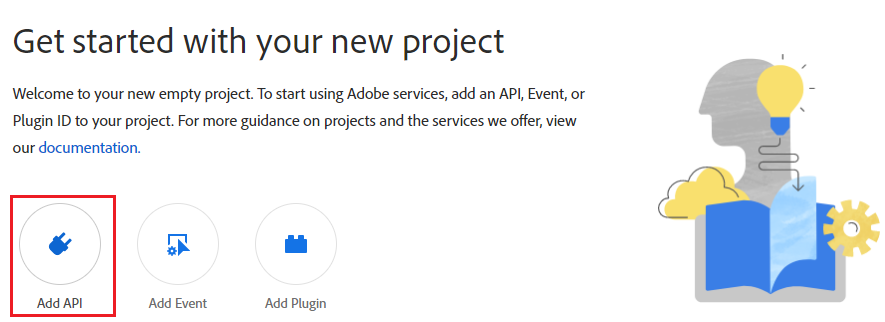 Get started with your new project
Welcome to your new empty project. To start using Adobe services, add an API, Event, or
Plugin ID to your project. For more guidance on projects and the services we offer, view
our documentation.
Add API
Add Event
Add Plugin